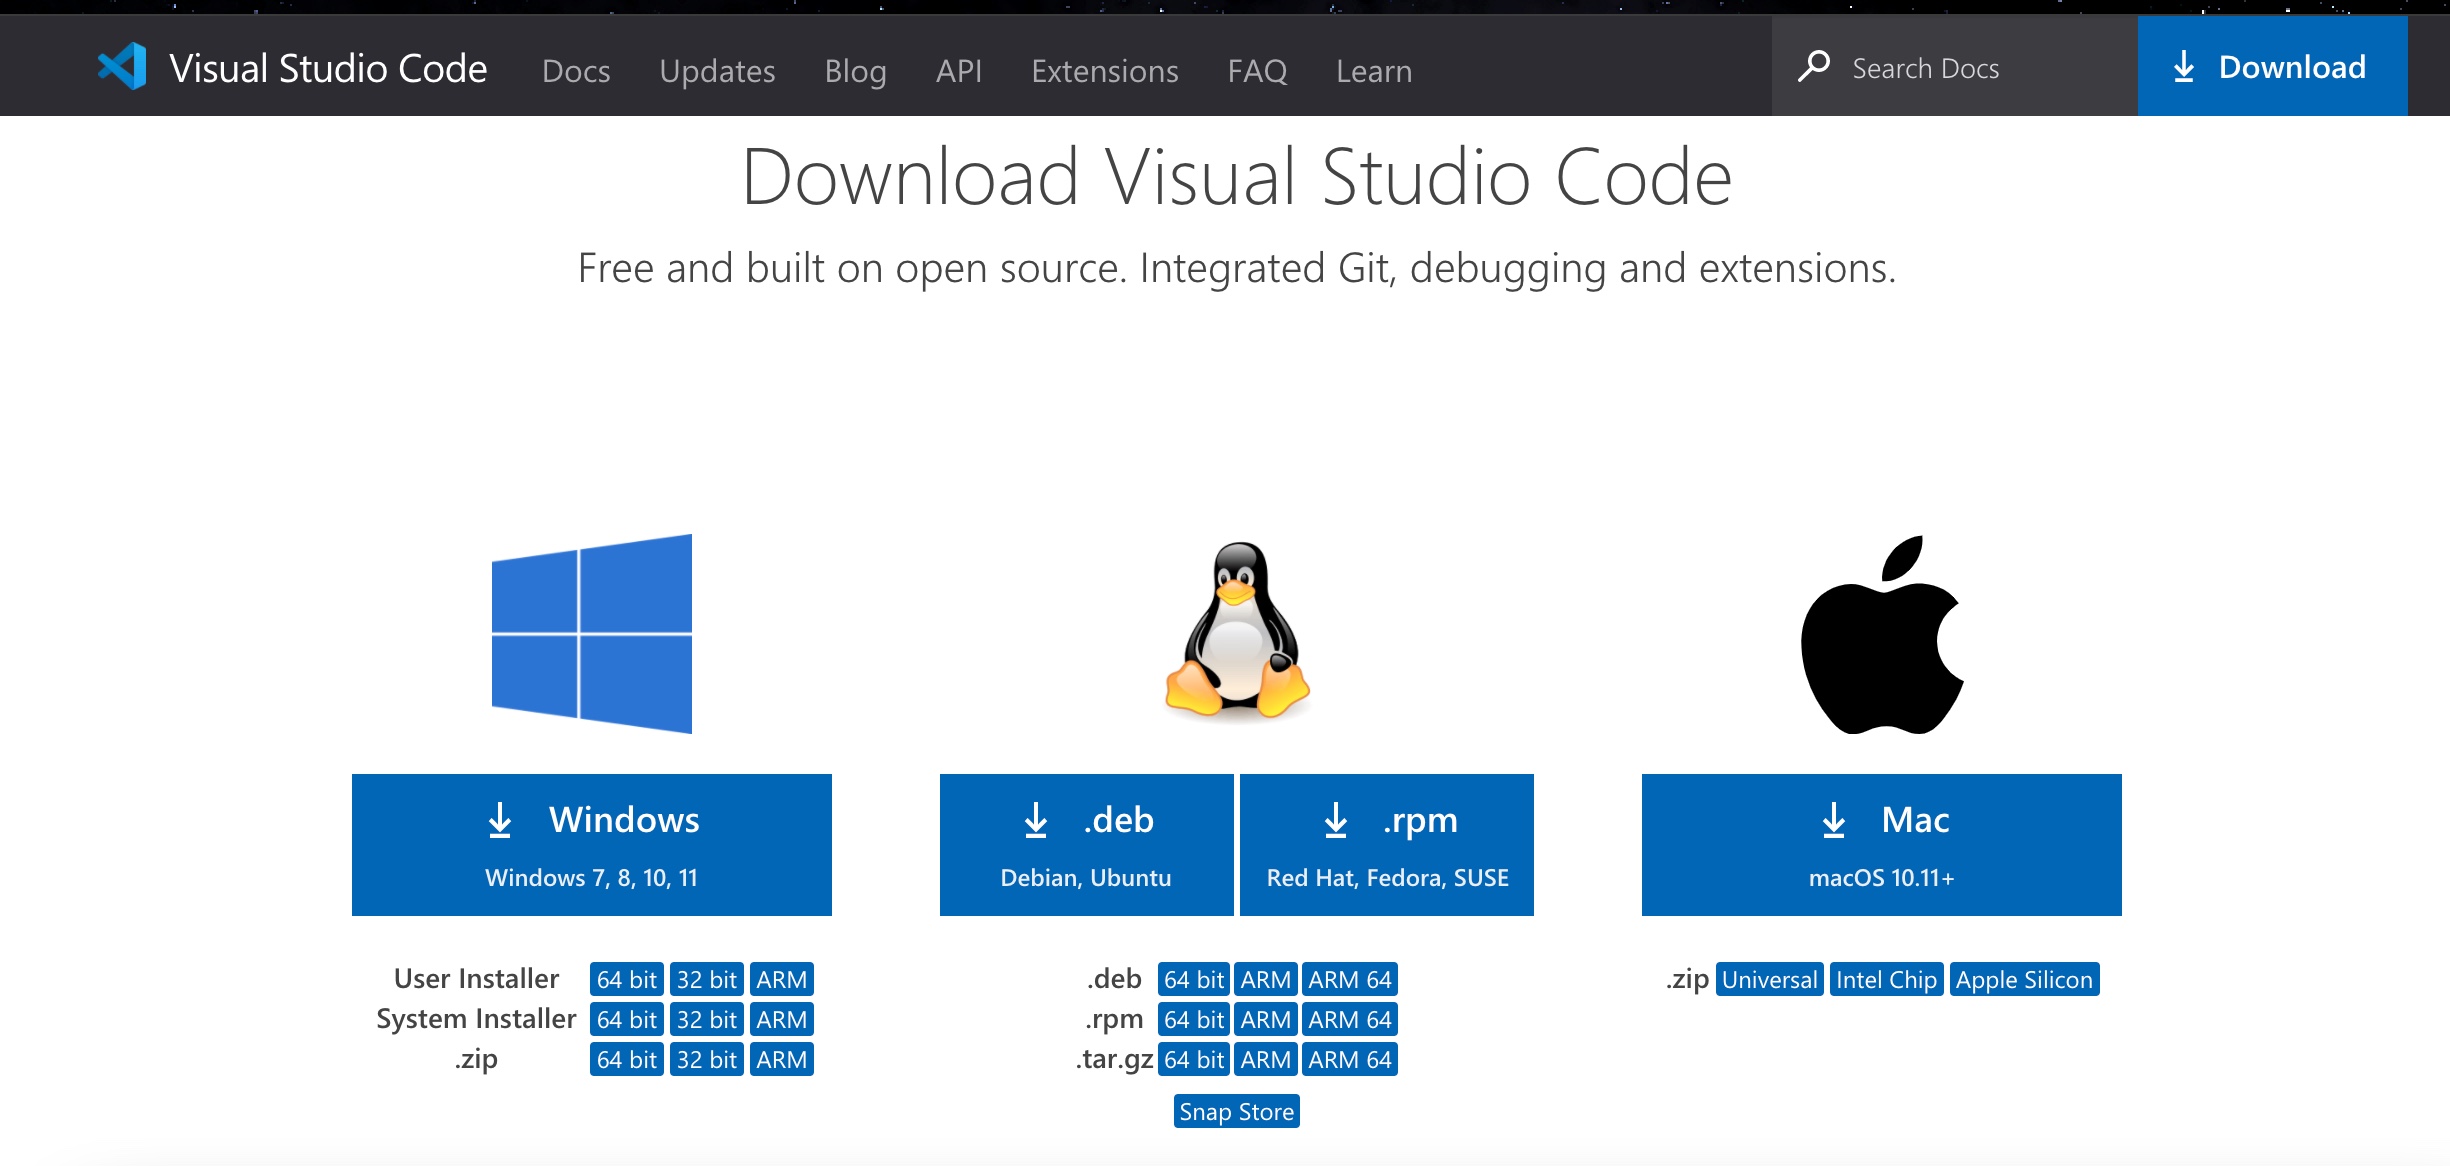 Visual Studio Code Docs Updates Blog API Extensions FAQ Learn Search Docs Download
Download Visual Studio Code
Free and built on open source. Integrated Git, debugging and extensions.
Windows
Windows 7, 8, 10, 11
User Installer 64 bit 32 bit ARM
System Installer 64 bit 32 bit ARM
.zip 64 bit 32 bit ARM
.deb
Debian, Ubuntu
.rpm
Red Hat, Fedora, SUSE
.deb 64 bit ARM ARM 64
.rpm 64 bit ARM ARM 64
.tar.gz 64 bit ARM ARM 64
Snap Store
Mac
macOS 10.11+
.zip Universal Intel Chip Apple Silicon